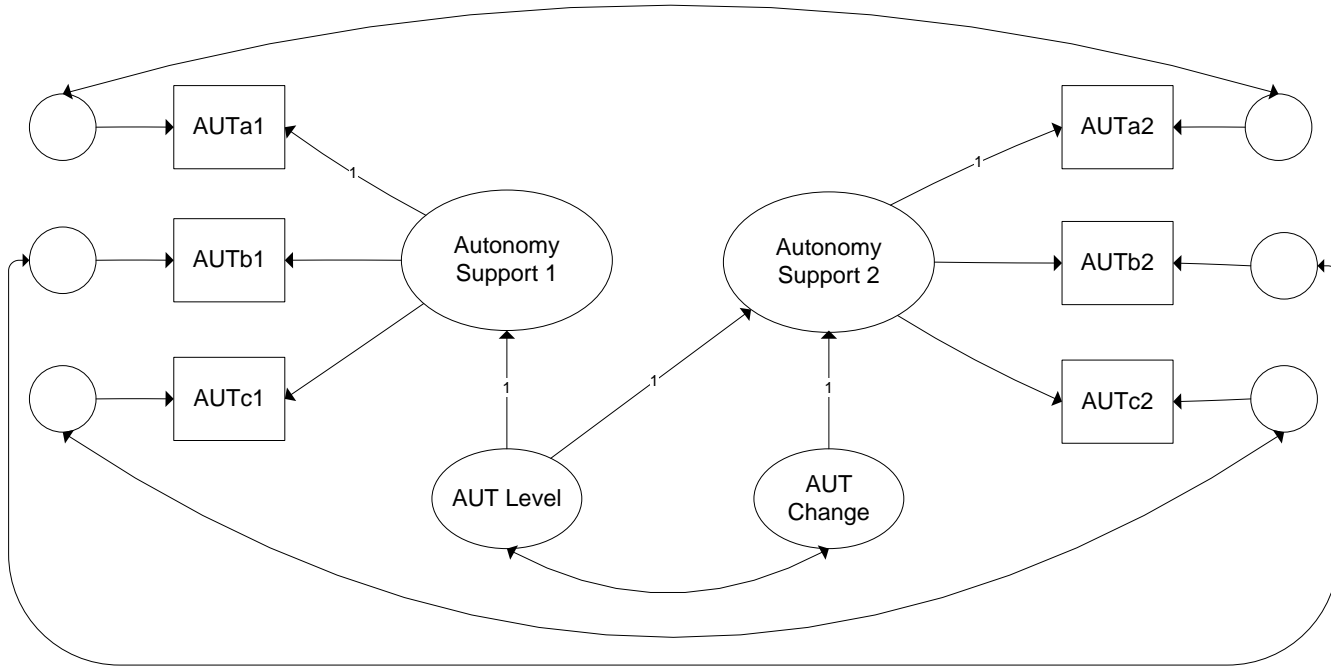 AUTa1
AUTa2
1
1
AUTb1
Autonomy
Support 1
Autonomy
Support 2
AUTb2
AUTc1
1
1
1
AUTc2
AUT Level
AUT
Change